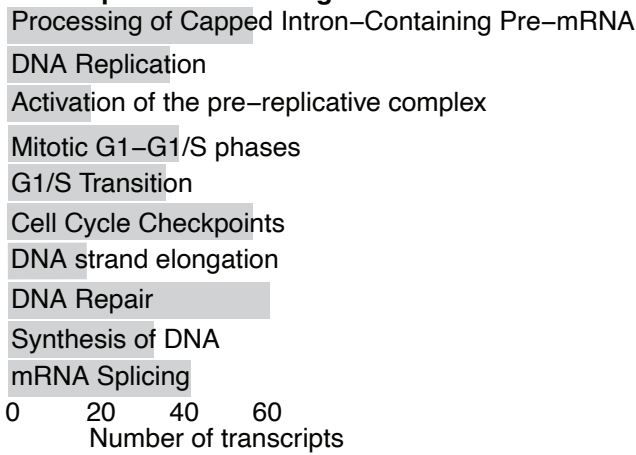 Processing of Capped Intron−Containing Pre−mRNA
DNA Replication
Activation of the pre−replicative complex
Mitotic G1−G1/S phases
G1/S Transition
Cell Cycle Checkpoints
DNA strand elongation
DNA Repair
Synthesis of DNA
mRNA Splicing
0 20 40 60
Number of transcripts